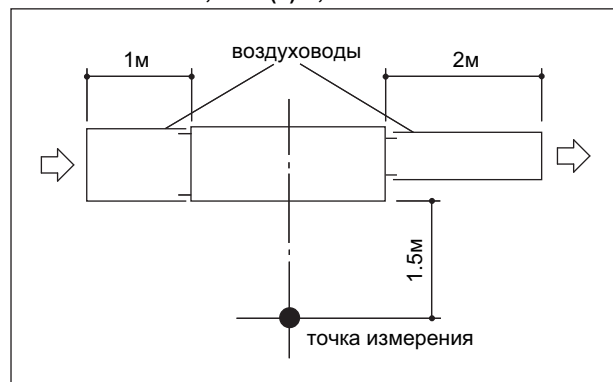 воздуховоды
1м
2м
1.5м
точка измерения